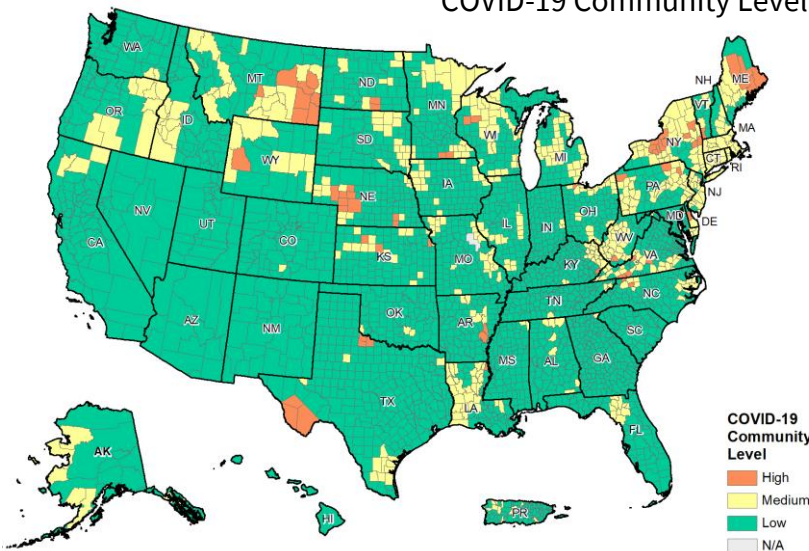 COVID-19 Community Level
WA
MT
ND
MN
OR
ID
SD
WI
WY
MI
NH
ME
VT
NY
MA
CT
RI
IA
NE
PA
NJ
NV
UT
CO
IL
IN
OH
MD
DE
CA
KS
MO
WV
VA
KY
NC
AZ
NM
OK
AR
TN
SC
MS
AL
GA
TX
LA
FL
AK
HI
PR
COVID-19
Community
Level
High
Medium
Low
N/A